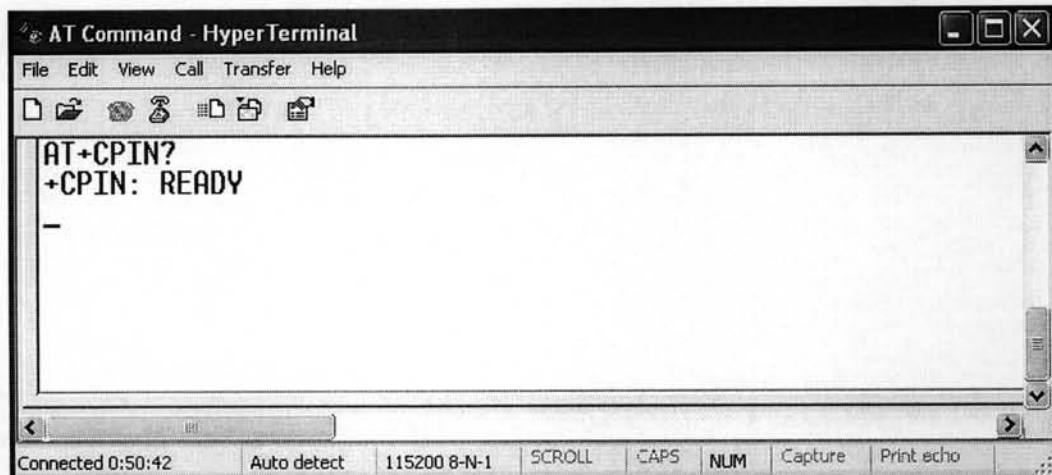 AT Command - HyperTerminal
File Edit View Call Transfer Help
AT+CPIN?
+CPIN: READY
Connected 0:50:42 Auto detect 115200 8-N-1 SCROLL CAPS NUM Capture Print echo